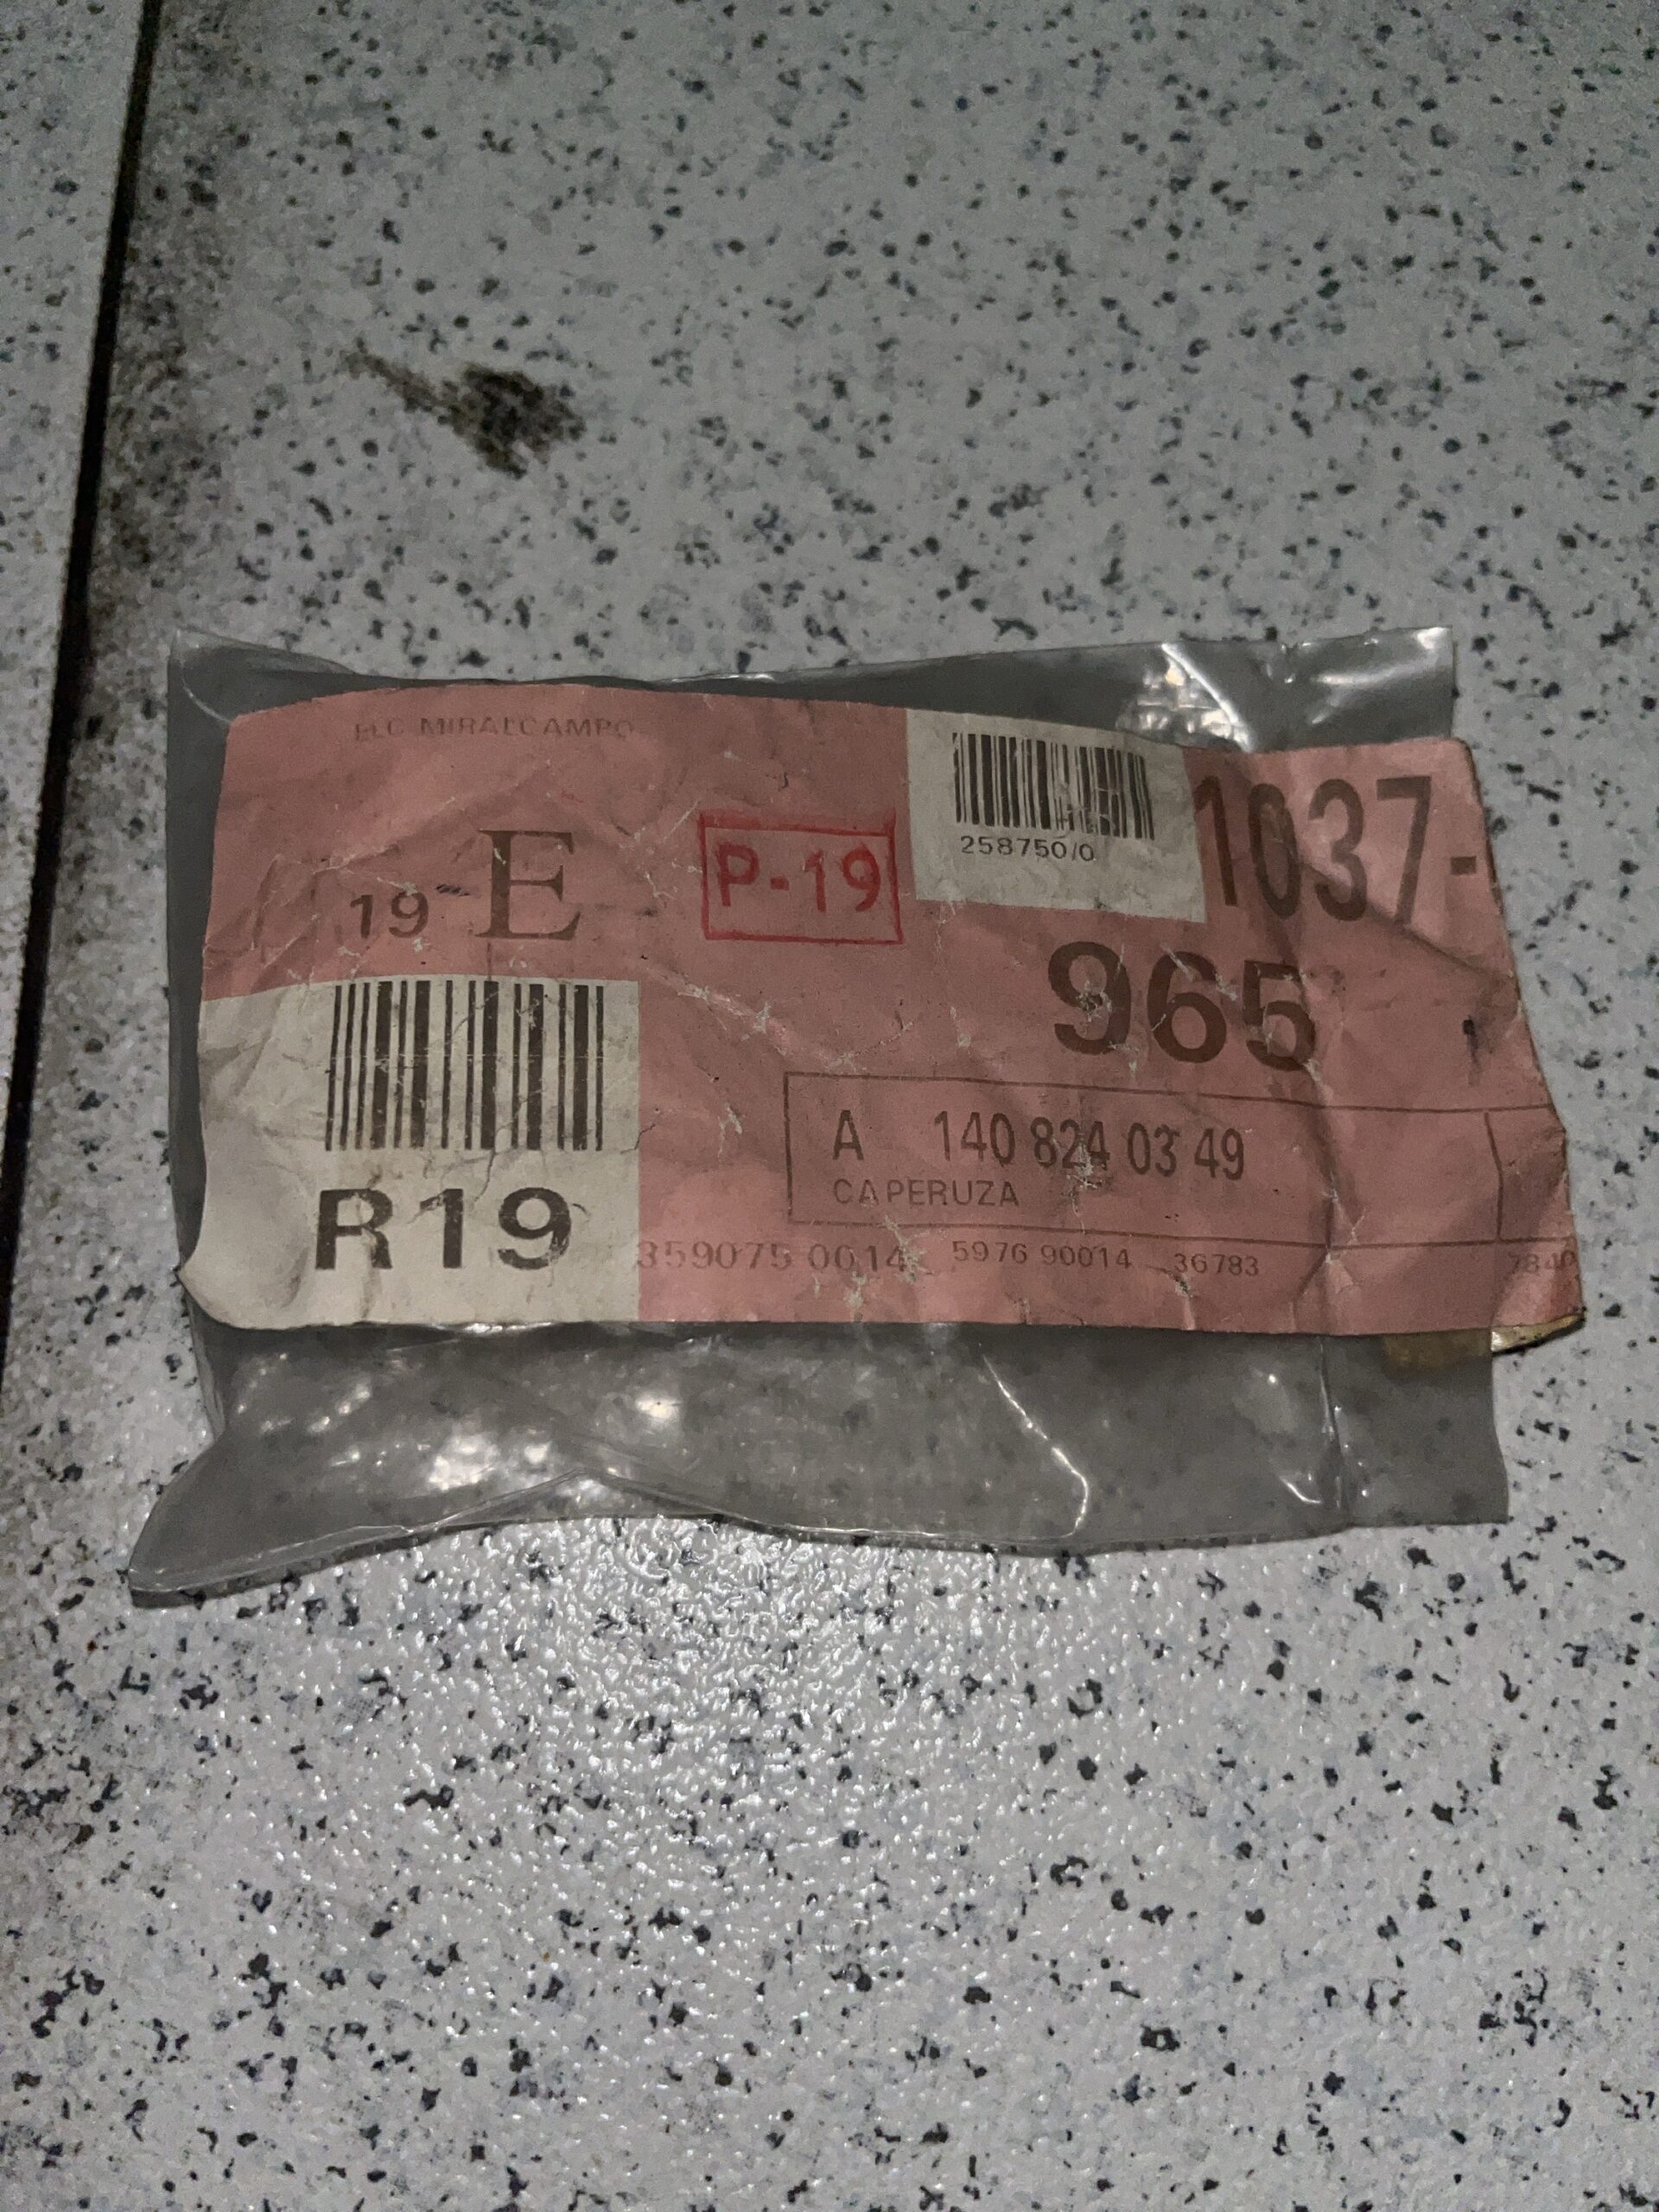 ELC MIRALCAMPO
258750/0
1037-
19 E
P-19
965
A 140 824 03 49
CAPERUZA
R19
359075 0014 5976 90014 36783 7840